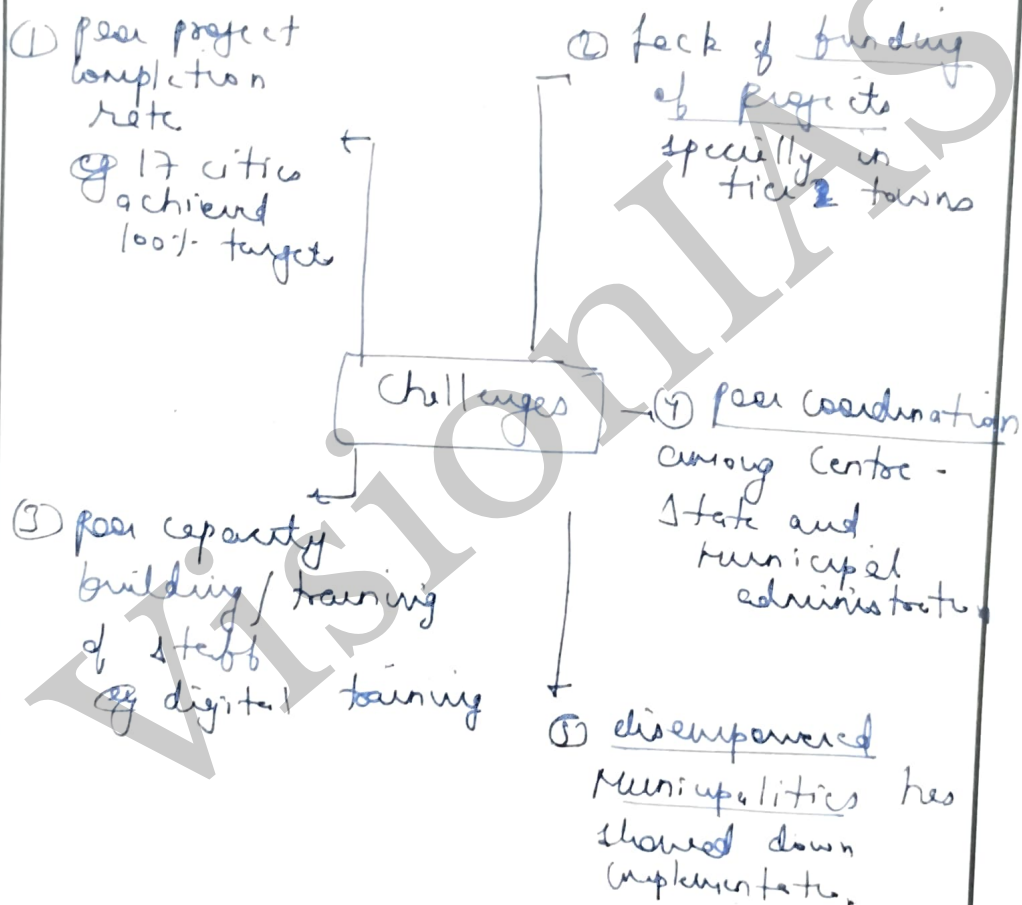 ① poor project
completion
rate
eg 17 cities
achieved
100% target
② lack of funding
of projects
specially in
tier 2 towns
Challenges
④ poor coordination
among Centre -
State and
municipal
administratn.
③ poor capacity
building / training
of staff
eg digital training
⑤ disempowered
Municipalities has
slowed down
implementatn.
VisionIAS